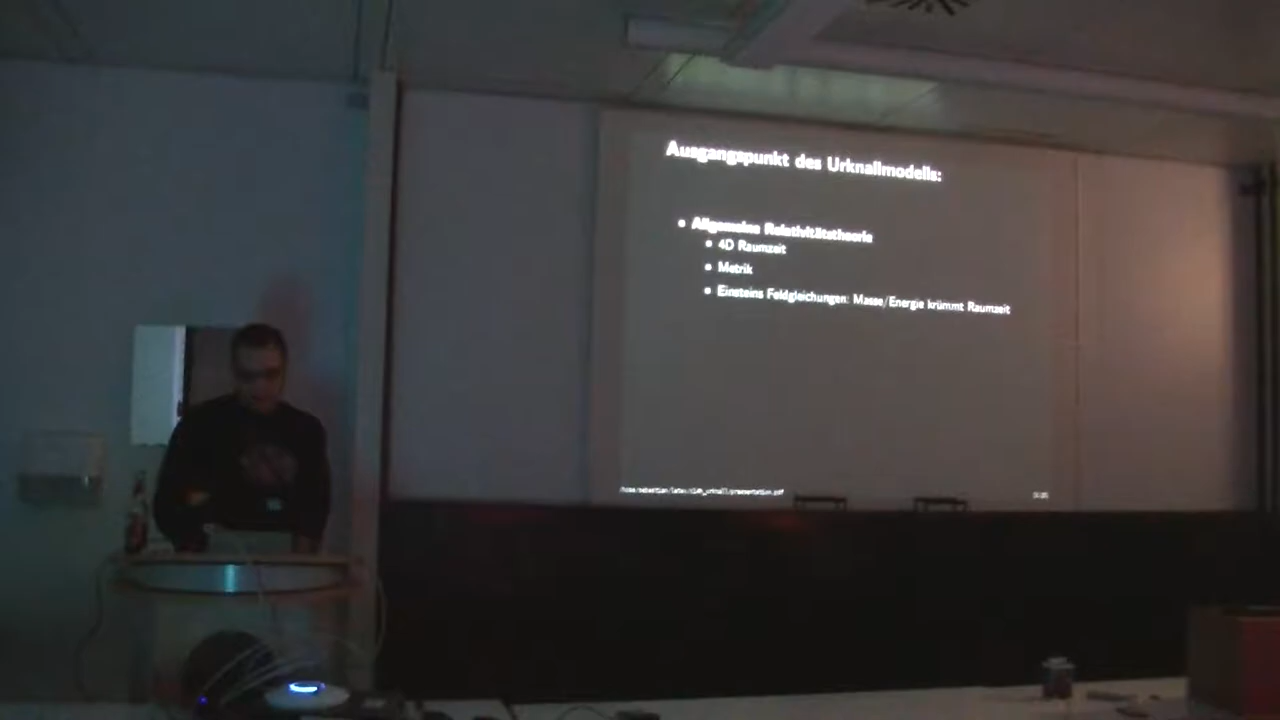 Ausgangspunkt des Urknallmodells:
• Allgemeine Relativitätstheorie
• 4D Raumzeit
• Metrik
• Einsteins Feldgleichungen: Masse/Energie krümmt Raumzeit